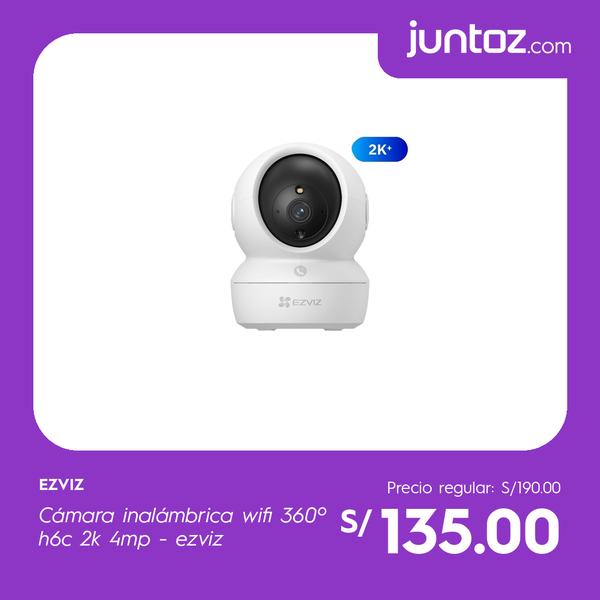 juntoz.com
2K+
EZVIZ
EZVIZ
Cámara inalámbrica wifi 360°
h6c 2k 4mp - ezviz
Precio regular: S/190.00
S/135.00